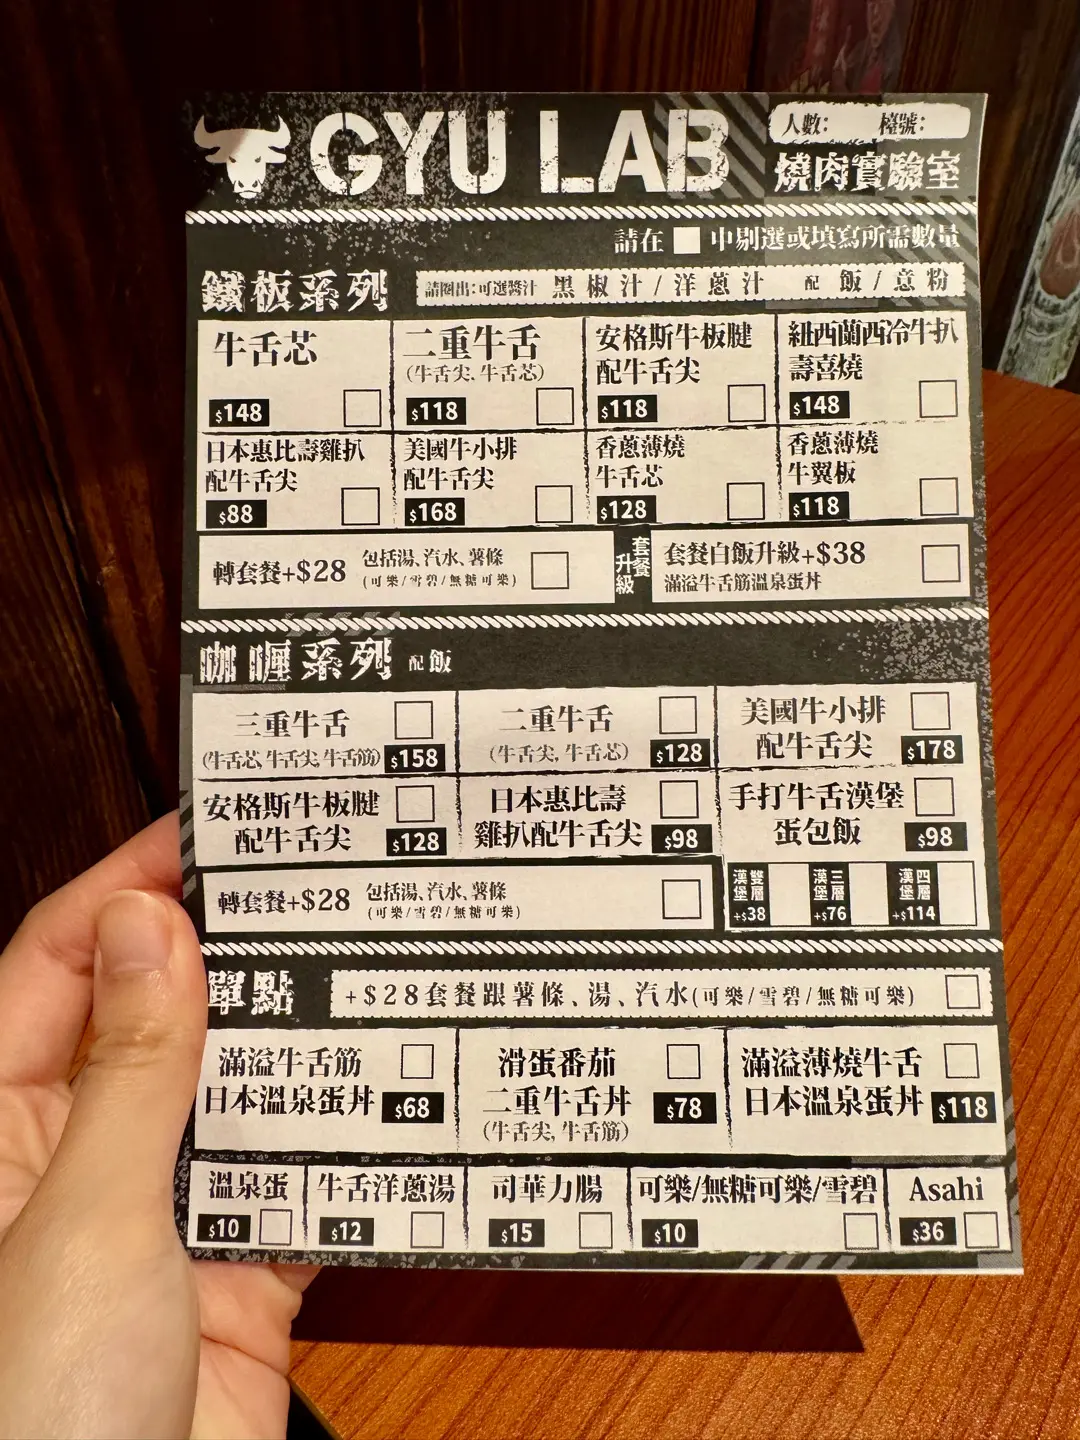 GYU LAB
人數: 檯號:
燒肉實驗室
請在 中剔選或填寫所需數量
鐵板系列
請圈出:可選醬汁 黑椒汁/洋蔥汁 配 飯/意粉
牛舌芯
$148
二重牛舌
(牛舌尖, 牛舌芯)
$118
安格斯牛板腱
配牛舌尖
$118
紐西蘭西冷牛扒
壽喜燒
$148
日本惠比壽雞扒
配牛舌尖
$88
美國牛小排
配牛舌尖
$168
香蔥薄燒
牛舌芯
$128
香蔥薄燒
牛翼板
$118
轉套餐+$28 包括湯、汽水、薯條
(可樂/雪碧/無糖可樂)
套餐升級
套餐白飯升級+$38
滿溢牛舌筋溫泉蛋丼
咖喱系列 配飯
三重牛舌
(牛舌芯, 牛舌尖, 牛舌筋) $158
二重牛舌
(牛舌尖, 牛舌芯) $128
美國牛小排
配牛舌尖 $178
安格斯牛板腱
配牛舌尖 $128
日本惠比壽
雞扒配牛舌尖 $98
手打牛舌漢堡
蛋包飯 $98
轉套餐+$28 包括湯、汽水、薯條
(可樂/雪碧/無糖可樂)
雙層漢堡 +$38
三層漢堡 +$76
四層漢堡 +$114
單點
+$28套餐跟薯條、湯、汽水(可樂/雪碧/無糖可樂)
滿溢牛舌筋
日本溫泉蛋丼 $68
滑蛋番茄
二重牛舌丼 $78
(牛舌尖, 牛舌筋)
滿溢薄燒牛舌
日本溫泉蛋丼 $118
溫泉蛋
$10
牛舌洋蔥湯
$12
司華力腸
$15
可樂/無糖可樂/雪碧
$10
Asahi
$36